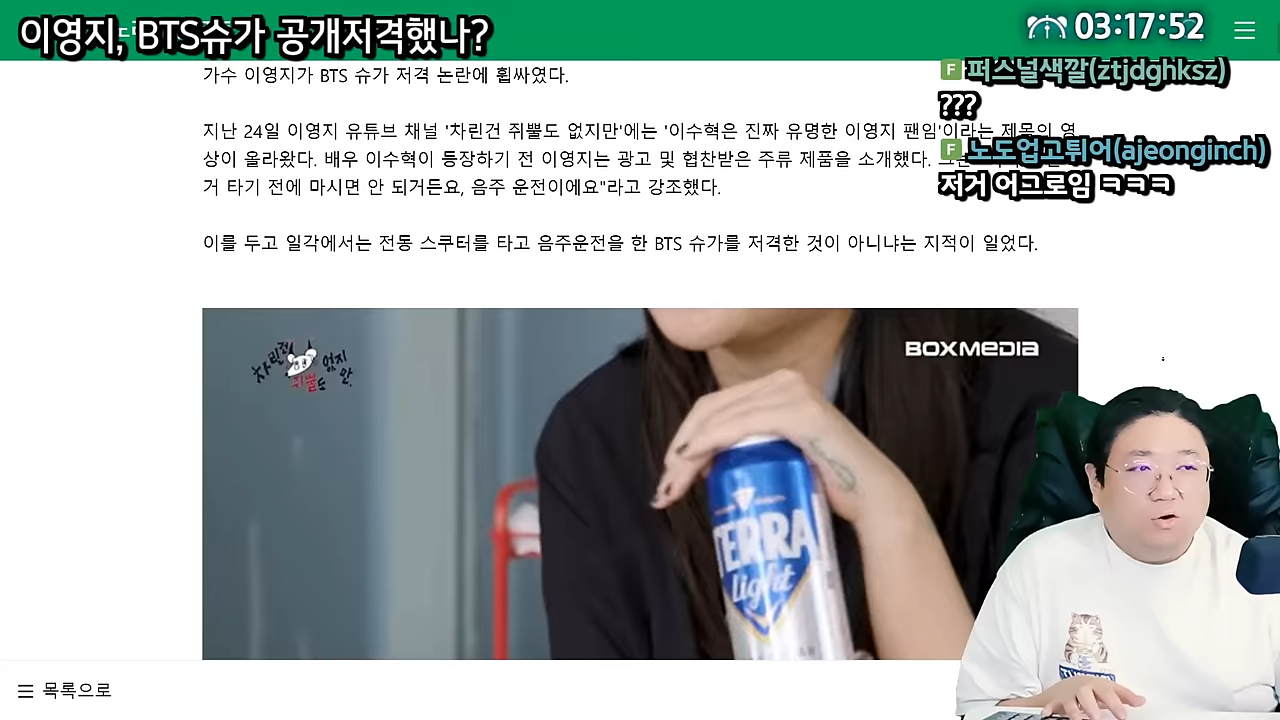 이영지, BTS슈가 공개저격했나?
03:17:52
가수 이영지가 BTS 슈가 저격 논란에 휩싸였다.
F 퍼스널색깔(ztjdghksz)
???
지난 24일 이영지 유튜브 채널 '차린건 쥐뿔도 없지만'에는 '이수혁은 진짜 유명한 이영지 팬임'이라는 제목의 영
상이 올라왔다. 배우 이수혁이 등장하기 전 이영지는 광고 및 협찬받은 주류 제품을 소개했다.
F 노도업고튀어(ajeonginch)
거 타기 전에 마시면 안 되거든요, 음주 운전이에요"라고 강조했다.
저거 어그로임 ㅋㅋㅋ
이를 두고 일각에서는 전동 스쿠터를 타고 음주운전을 한 BTS 슈가를 저격한 것이 아니냐는 지적이 일었다.
차린건 쥐뿔도 없지만
BOXMEDIA
TERRA
light
목록으로